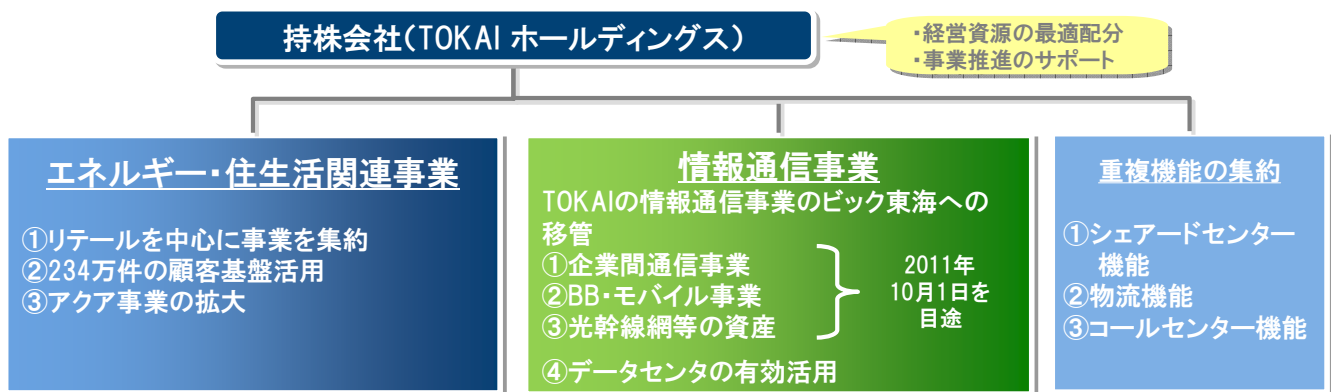 持株会社(TOKAI ホールディングス)
・経営資源の最適配分
・事業推進のサポート
エネルギー・住生活関連事業
①リテールを中心に事業を集約
②234万件の顧客基盤活用
③アクア事業の拡大
情報通信事業
TOKAIの情報通信事業のビック東海への
移管
①企業間通信事業
②BB・モバイル事業
③光幹線網等の資産
2011年
10月1日を
目途
④データセンタの有効活用
重複機能の集約
①シェアードセンター
機能
②物流機能
③コールセンター機能